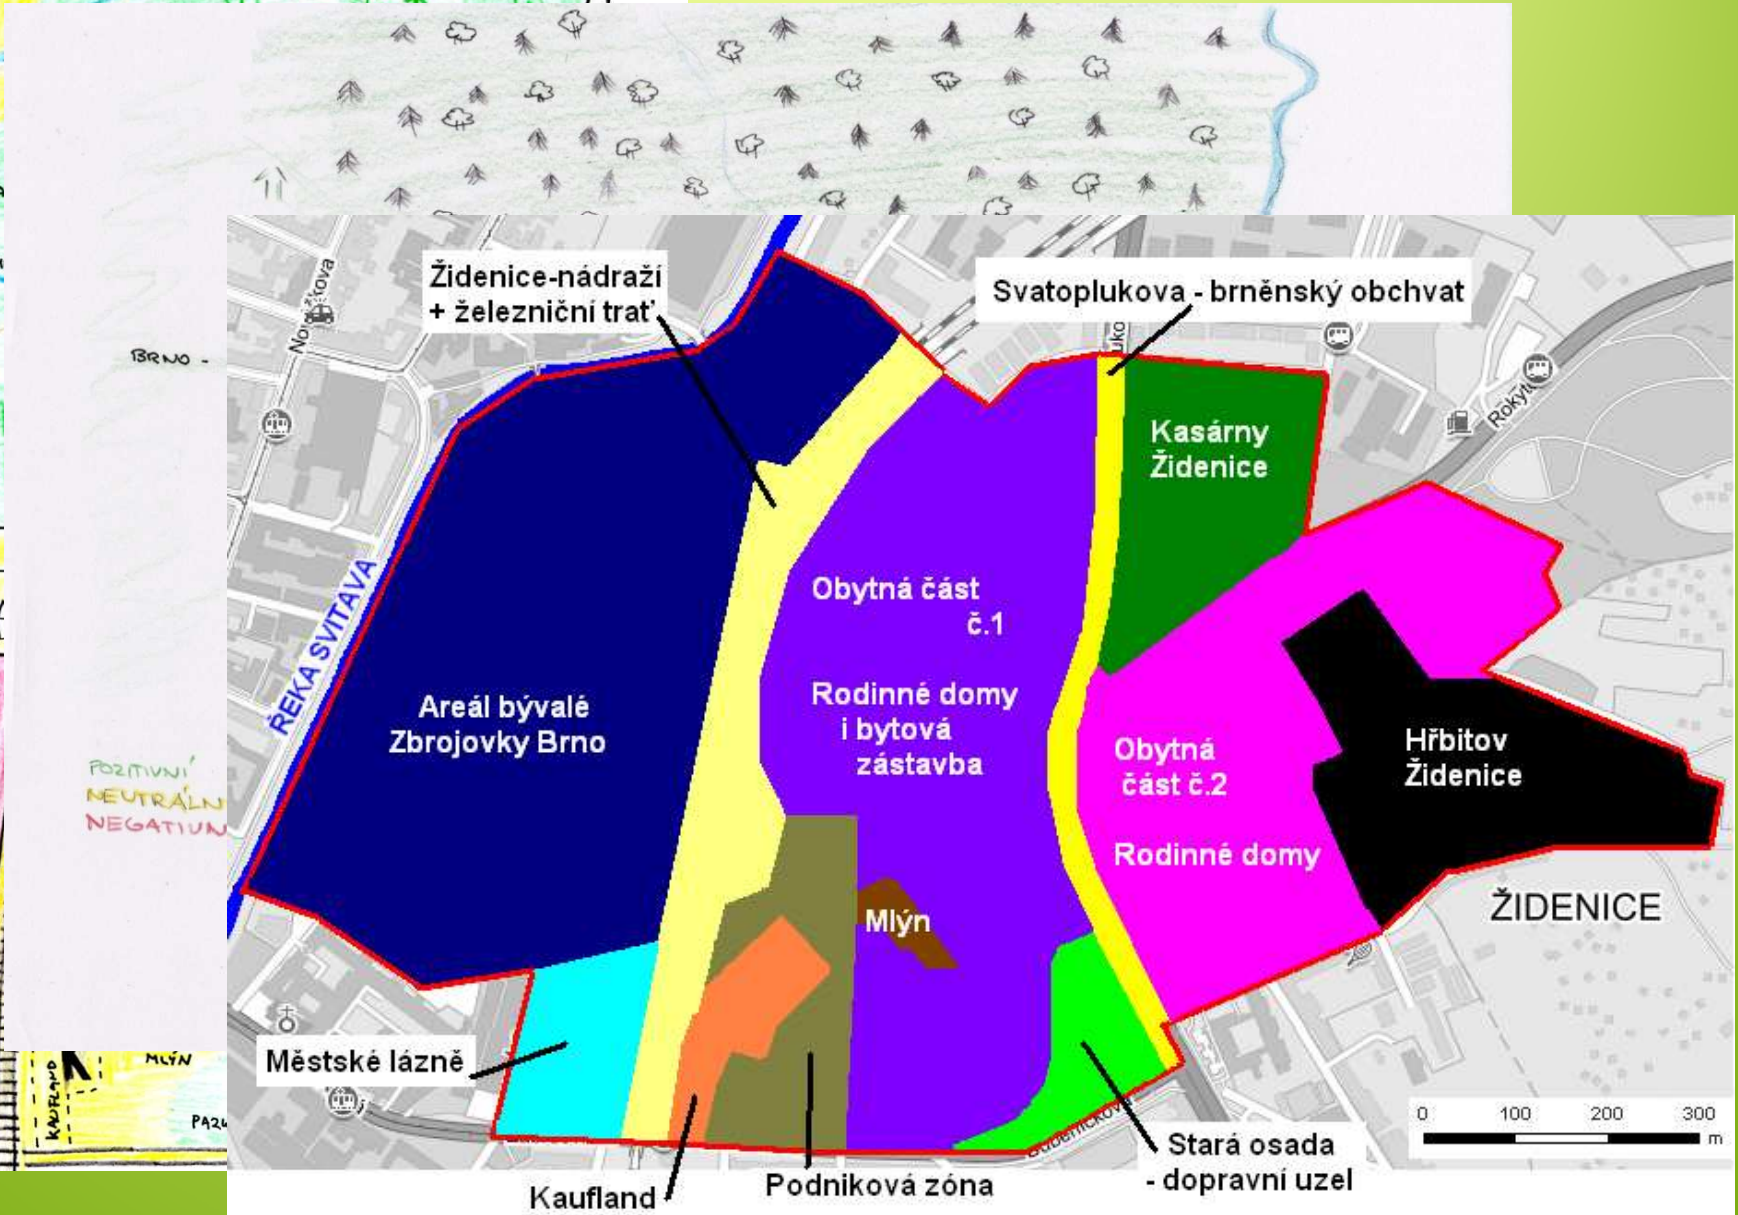 BRNO -
POZITIVNÍ
NEUTRÁLN
NEGATIVN
KAUFLAND
MLÝN
Židenice-nádraží
+ železniční trať
Svatoplukova - brněnský obchvat
Kasárny
Židenice
Obytná část
č.1
Rodinné domy
i bytová
zástavba
ŘEKA SVITAVA
Areál bývalé
Zbrojovky Brno
Obytná
část č.2
Rodinné domy
Hřbitov
Židenice
Mlýn
ŽIDENICE
Městské lázně
Kaufland
Podniková zóna
Stará osada
- dopravní uzel
0 100 200 300
m